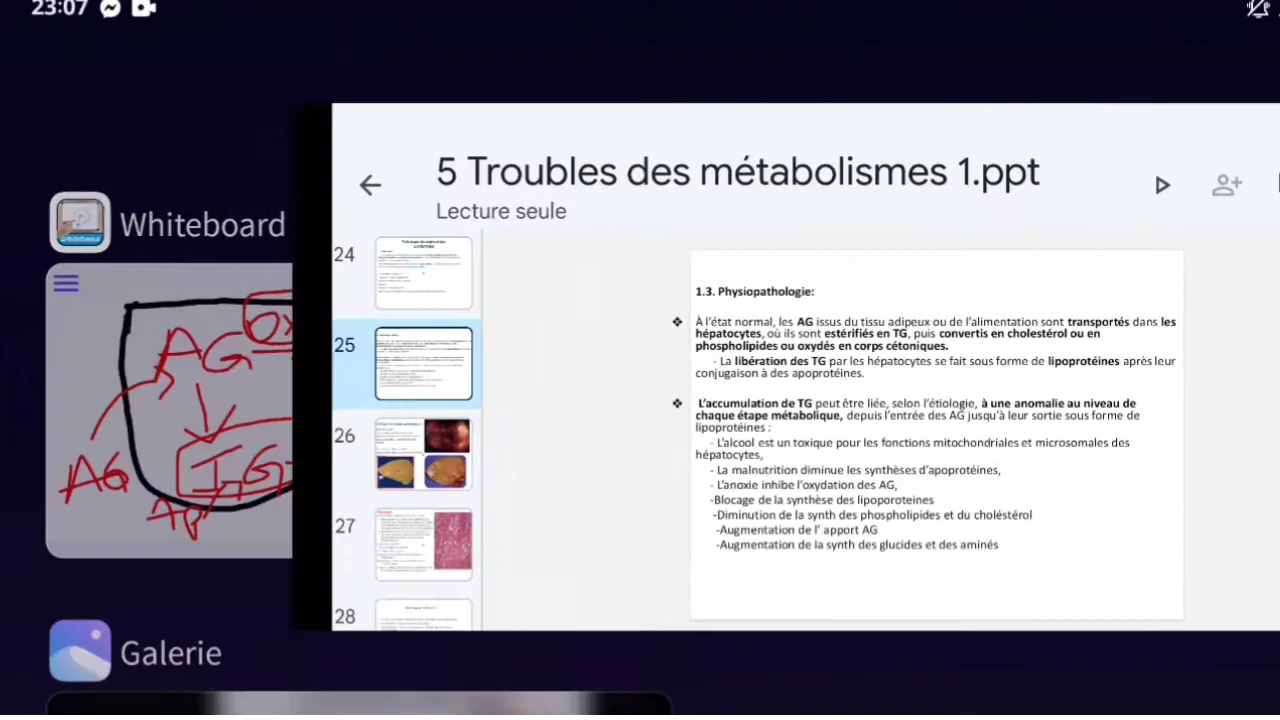 23:07
Whiteboard
AG
Ox
AG
T.G
Ap
Galerie
5 Troubles des métabolismes 1.ppt
Lecture seule
24
25
26
27
28
1.3. Physiopathologie:
❖ À l'état normal, les AG issus du tissu adipeux ou de l'alimentation sont transportés dans les
hépatocytes, où ils sont estérifiés en TG, puis convertis en cholestérol ou en
phospholipides ou oxydés en corps cétoniques.
- La libération des TG par les hépatocytes se fait sous forme de lipoprotéines après leur
conjugaison à des apoprotéines.
❖ L'accumulation de TG peut être liée, selon l'étiologie, à une anomalie au niveau de
chaque étape métabolique, depuis l'entrée des AG jusqu'à leur sortie sous forme de
lipoprotéines :
- L'alcool est un toxique pour les fonctions mitochondriales et microsomales des
hépatocytes,
- La malnutrition diminue les synthèses d'apoprotéines,
- L'anoxie inhibe l'oxydation des AG,
-Blocage de la synthèse des lipoporoteines
-Diminution de la synth des phospholipides et du choléstérol
-Augmentation de l'apport AG
-Augmentation de la synth des glucides et des aminés